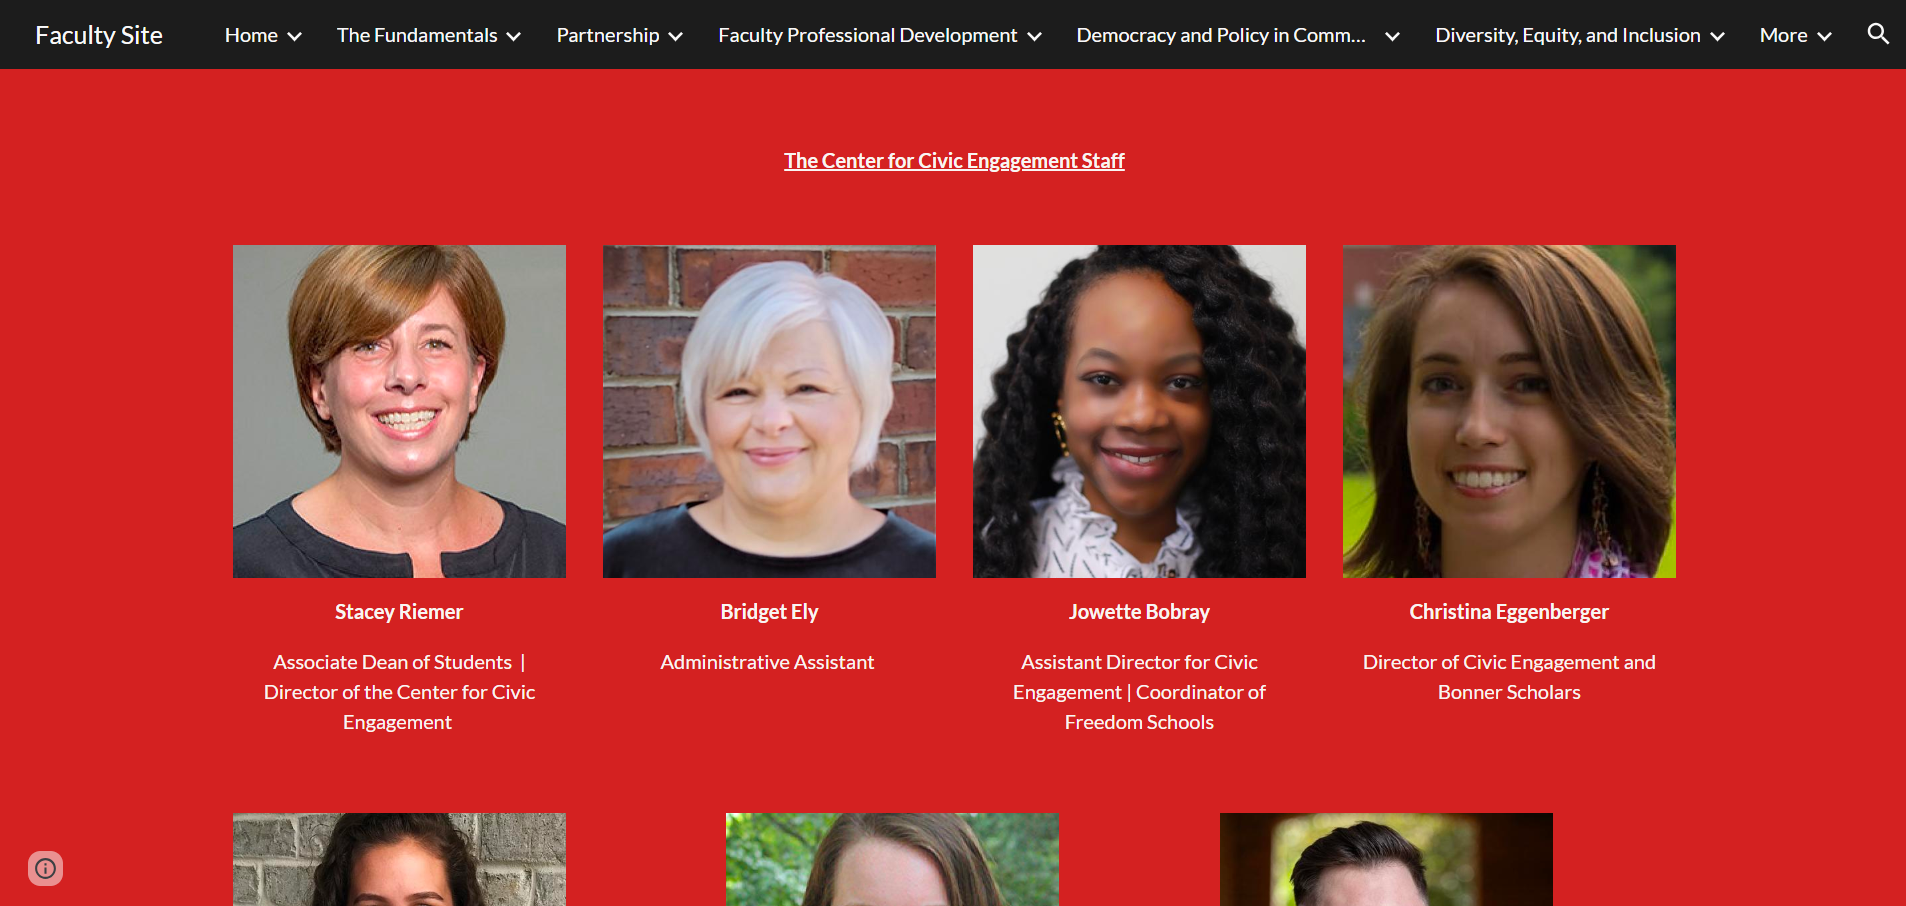 Faculty Site
Home
The Fundamentals
Partnership
Faculty Professional Development
Democracy and Policy in Comm...
Diversity, Equity, and Inclusion
More
The Center for Civic Engagement Staff
Stacey Riemer
Associate Dean of Students |
Director of the Center for Civic
Engagement
Bridget Ely
Administrative Assistant
Jowette Bobray
Assistant Director for Civic
Engagement | Coordinator of
Freedom Schools
Christina Eggenberger
Director of Civic Engagement and
Bonner Scholars